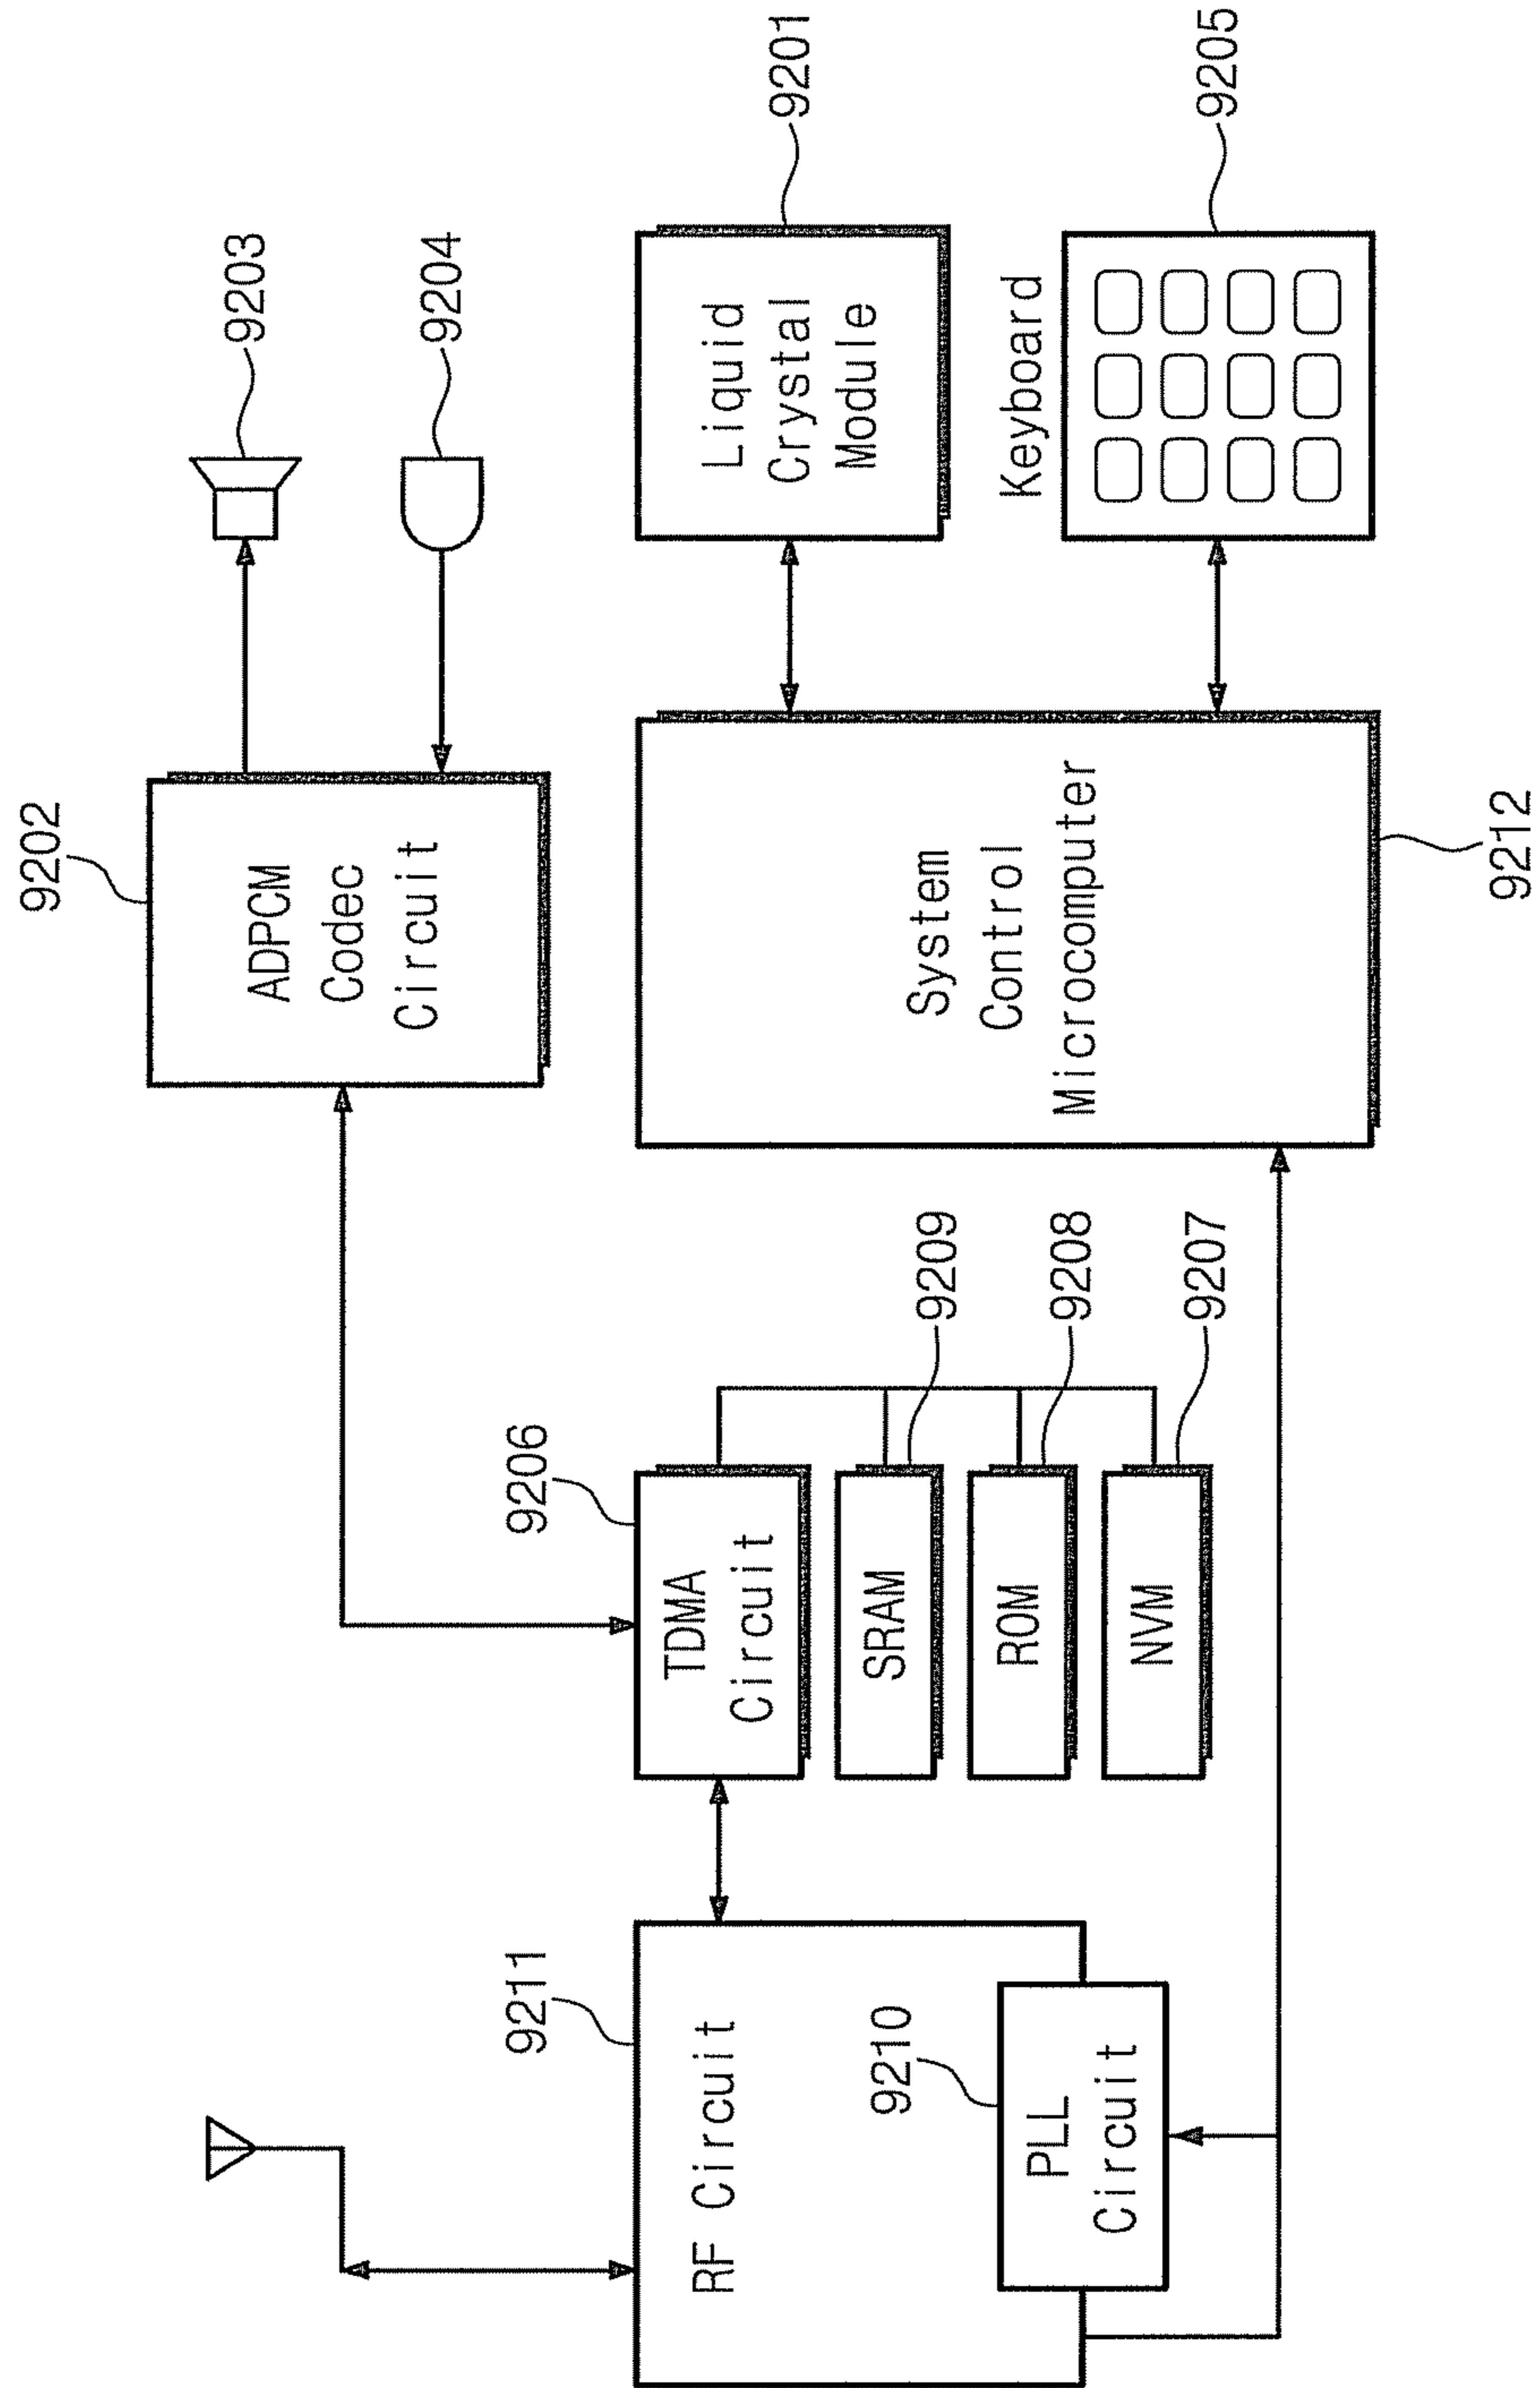 9211
RF Circuit
9210
PLL
Circuit
9206
TDMA
Circuit
SRAM
9209
ROM
9208
NVM
9207
9202
ADPCM
Codec
Circuit
9203
9204
System
Control
Microcomputer
9212
Liquid
Crystal
Module
9201
Keyboard
9205